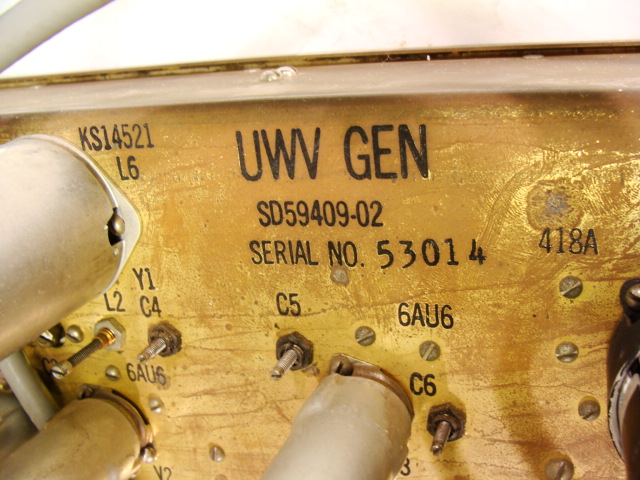 KS14521
L6
UWV GEN
SD59409-02
SERIAL NO. 53014
418A
Y1
L2 C4
C5
6AU6
6AU6
C6